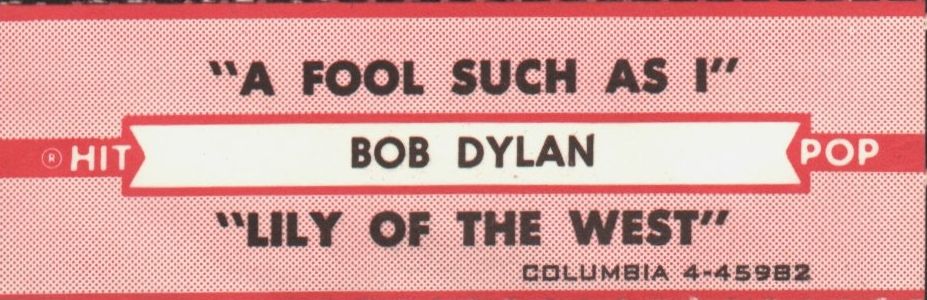 "A FOOL SUCH AS I"
® HIT BOB DYLAN POP
"LILY OF THE WEST"
COLUMBIA 4-45982